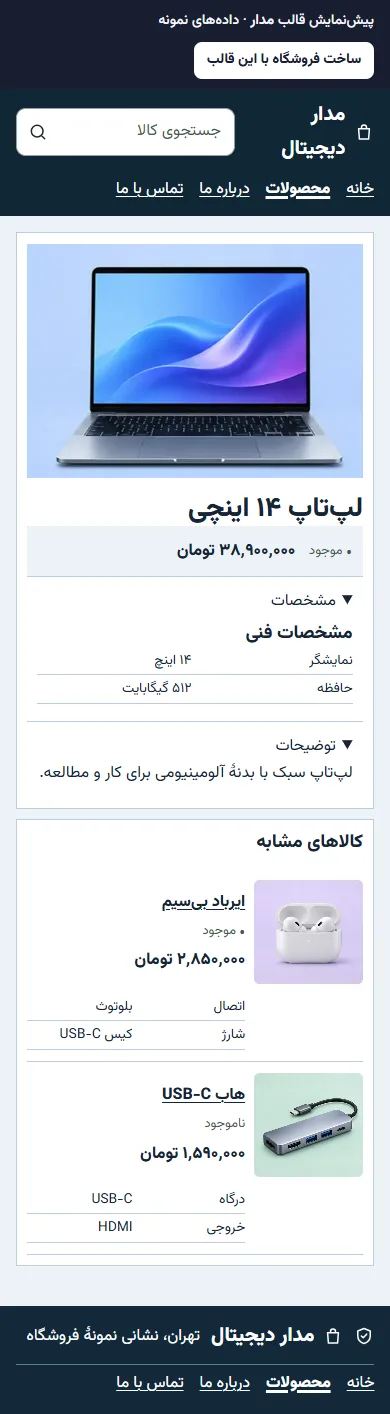 پیش‌نمایش قالب مدار · داده‌های نمونه
ساخت فروشگاه با این قالب
مدار
دیجیتال
جستجوی کالا
خانه محصولات درباره ما تماس با ما
لپ‌تاپ ۱۴ اینچی
• موجود ۳۸,۹۰۰,۰۰۰ تومان
▼ مشخصات
مشخصات فنی
نمایشگر ۱۴ اینچ
حافظه ۵۱۲ گیگابایت
▼ توضیحات
لپ‌تاپ سبک با بدنهٔ آلومینیومی برای کار و مطالعه.
کالاهای مشابه
ایرباد بی‌سیم
• موجود
۲,۸۵۰,۰۰۰ تومان
اتصال بلوتوث
شارژ کیس USB-C
هاب USB-C
ناموجود
۱,۵۹۰,۰۰۰ تومان
درگاه USB-C
خروجی HDMI
مدار دیجیتال تهران، نشانی نمونهٔ فروشگاه
خانه محصولات درباره ما تماس با ما